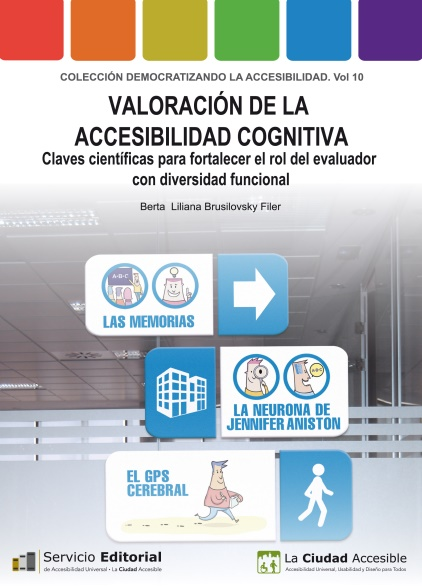 COLECCIÓN DEMOCRATIZANDO LA ACCESIBILIDAD. Vol 10
VALORACIÓN DE LA
ACCESIBILIDAD COGNITIVA
Claves científicas para fortalecer el rol del evaluador
con diversidad funcional
Berta Liliana Brusilovsky Filer
A-B-C
LAS MEMORIAS
LA NEURONA DE
JENNIFER ANISTON
EL GPS
CEREBRAL
Servicio Editorial
de Accesibilidad Universal · La Ciudad Accesible
La Ciudad Accesible
Accesibilidad Universal, Usabilidad y Diseño para Todos